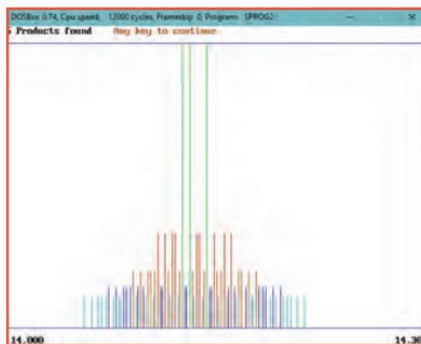 DOSBox 0.74, Cpu speed: 12000 cycles, Frameskip 0, Program: SPROG2
Products found Any key to continue
14.000 14.30